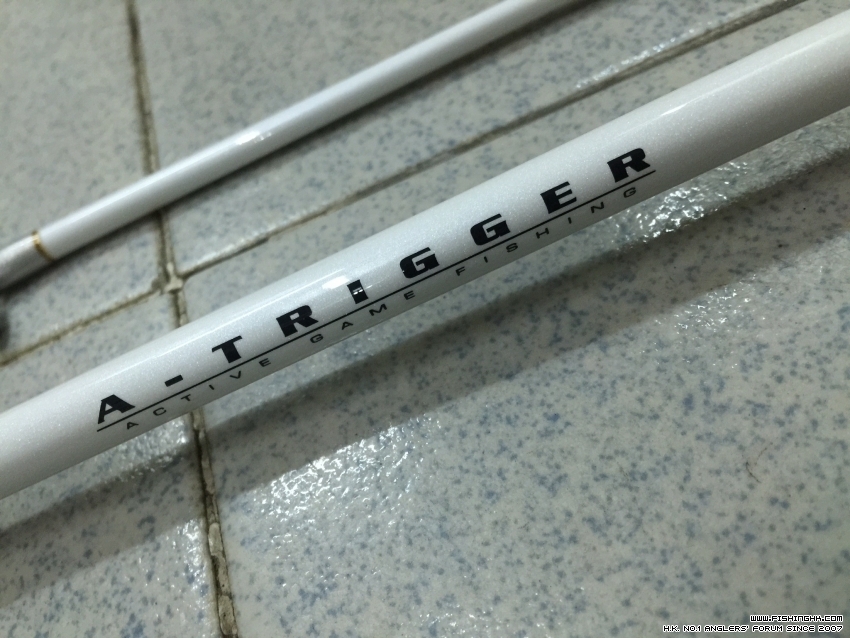 A-TRIGGER
ACTIVE GAME FISHING
WWW.FISHINGHK.COM
H.K. NO.1 ANGLERS' FORUM SINCE 2007